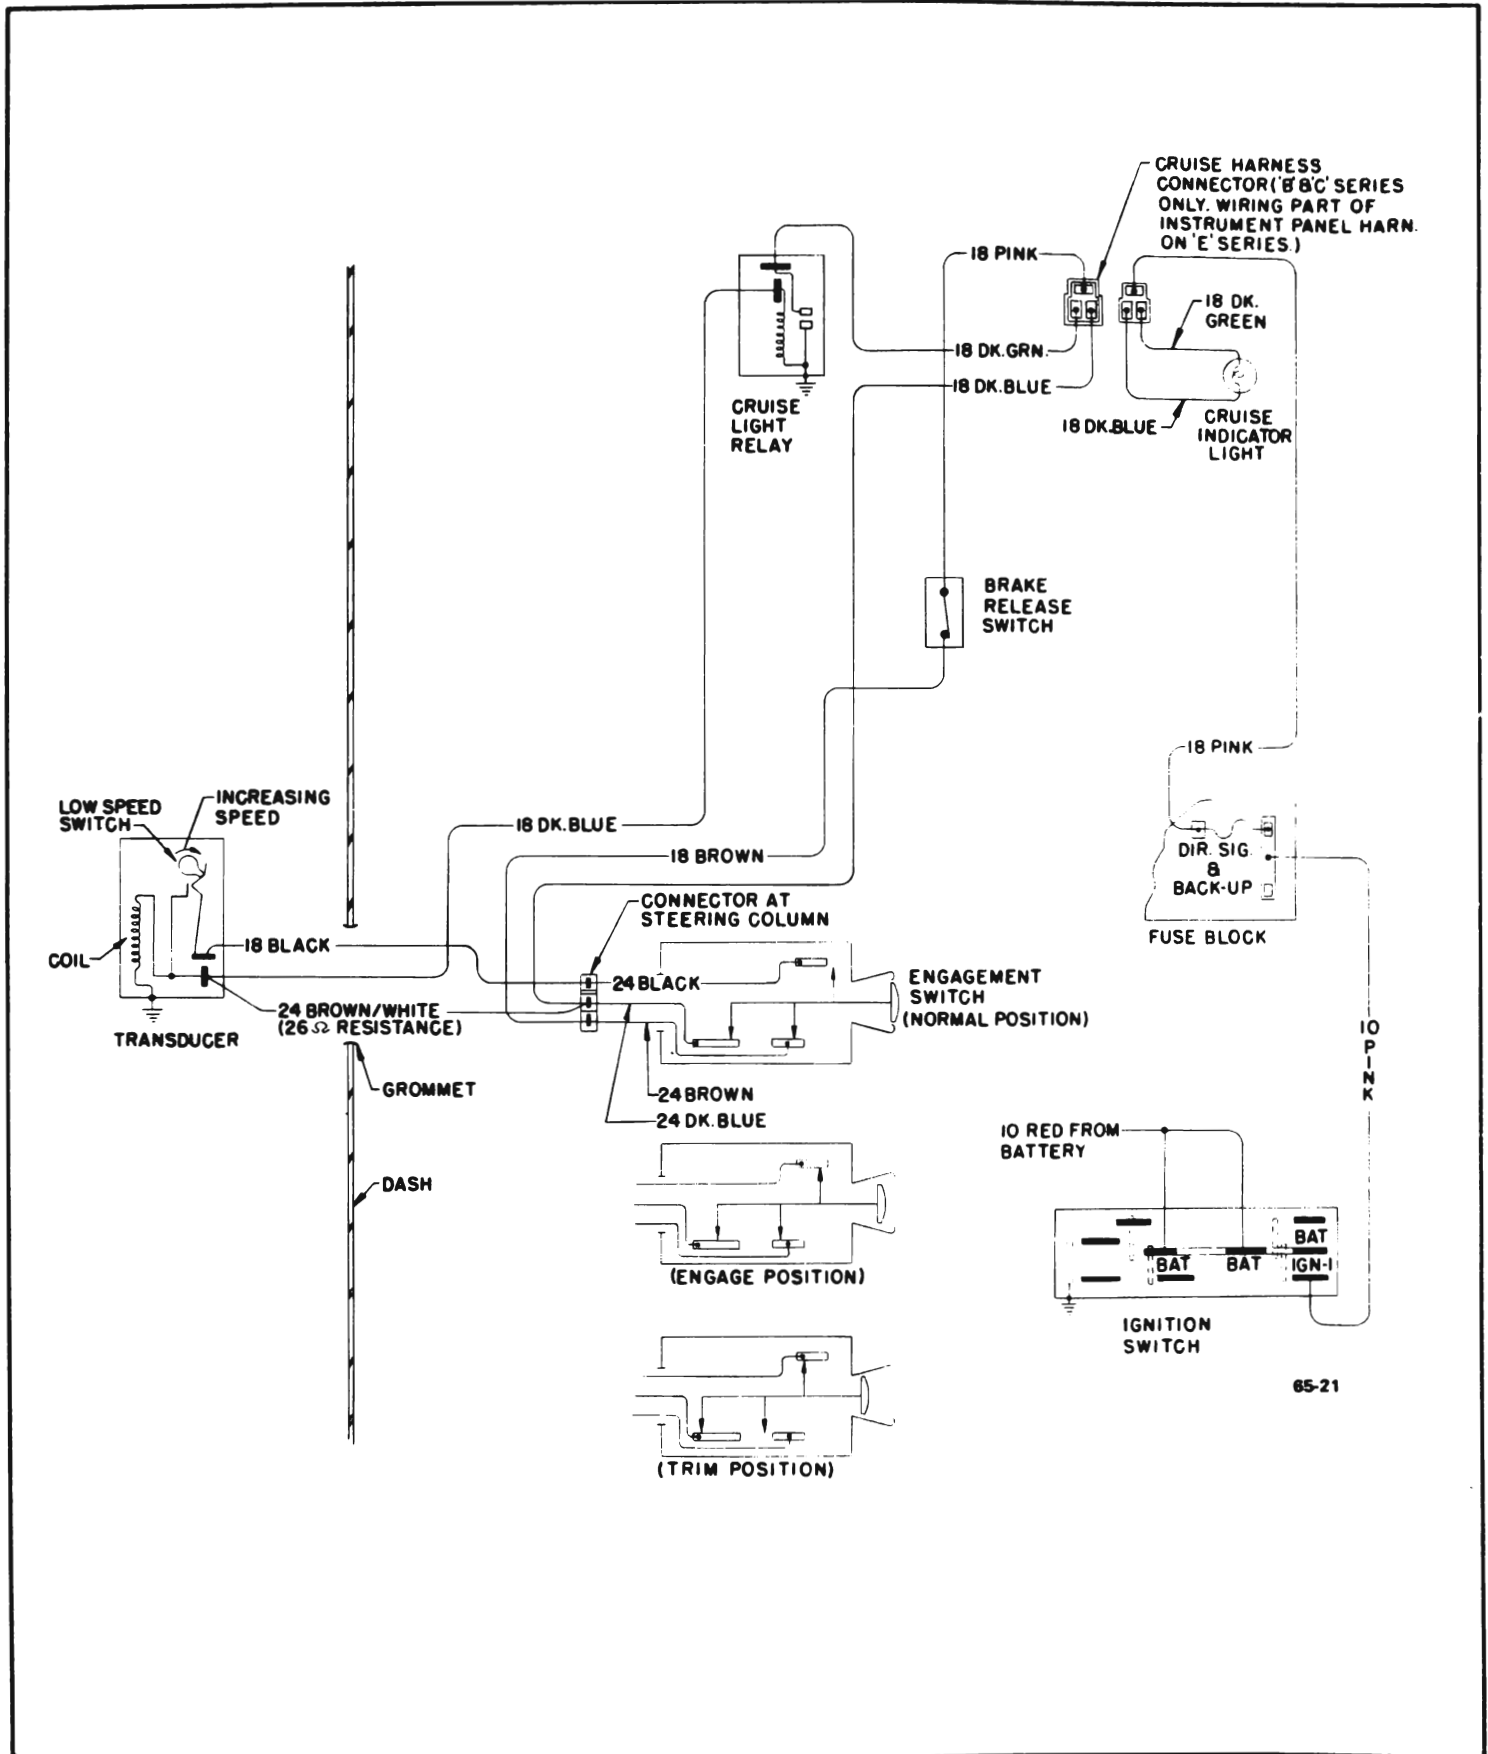 CRUISE HARNESS
CONNECTOR('B'&'C' SERIES
ONLY. WIRING PART OF
INSTRUMENT PANEL HARN.
ON 'E' SERIES.)
18 PINK
18 DK.
GREEN
18 DK.GRN.
18 DK.BLUE
18 DK.BLUE
CRUISE
INDICATOR
LIGHT
CRUISE
LIGHT
RELAY
BRAKE
RELEASE
SWITCH
18 PINK
LOW SPEED
SWITCH
INCREASING
SPEED
18 DK.BLUE
18 BROWN
DIR. SIG.
&
BACK-UP
FUSE BLOCK
CONNECTOR AT
STEERING COLUMN
COIL
18 BLACK
24 BLACK
ENGAGEMENT
SWITCH
(NORMAL POSITION)
24 BROWN/WHITE
(26 Ω RESISTANCE)
TRANSDUCER
GROMMET
24 BROWN
24 DK.BLUE
10
P
I
N
K
10 RED FROM
BATTERY
DASH
BAT
BAT
BAT
IGN-1
(ENGAGE POSITION)
IGNITION
SWITCH
65-21
(TRIM POSITION)